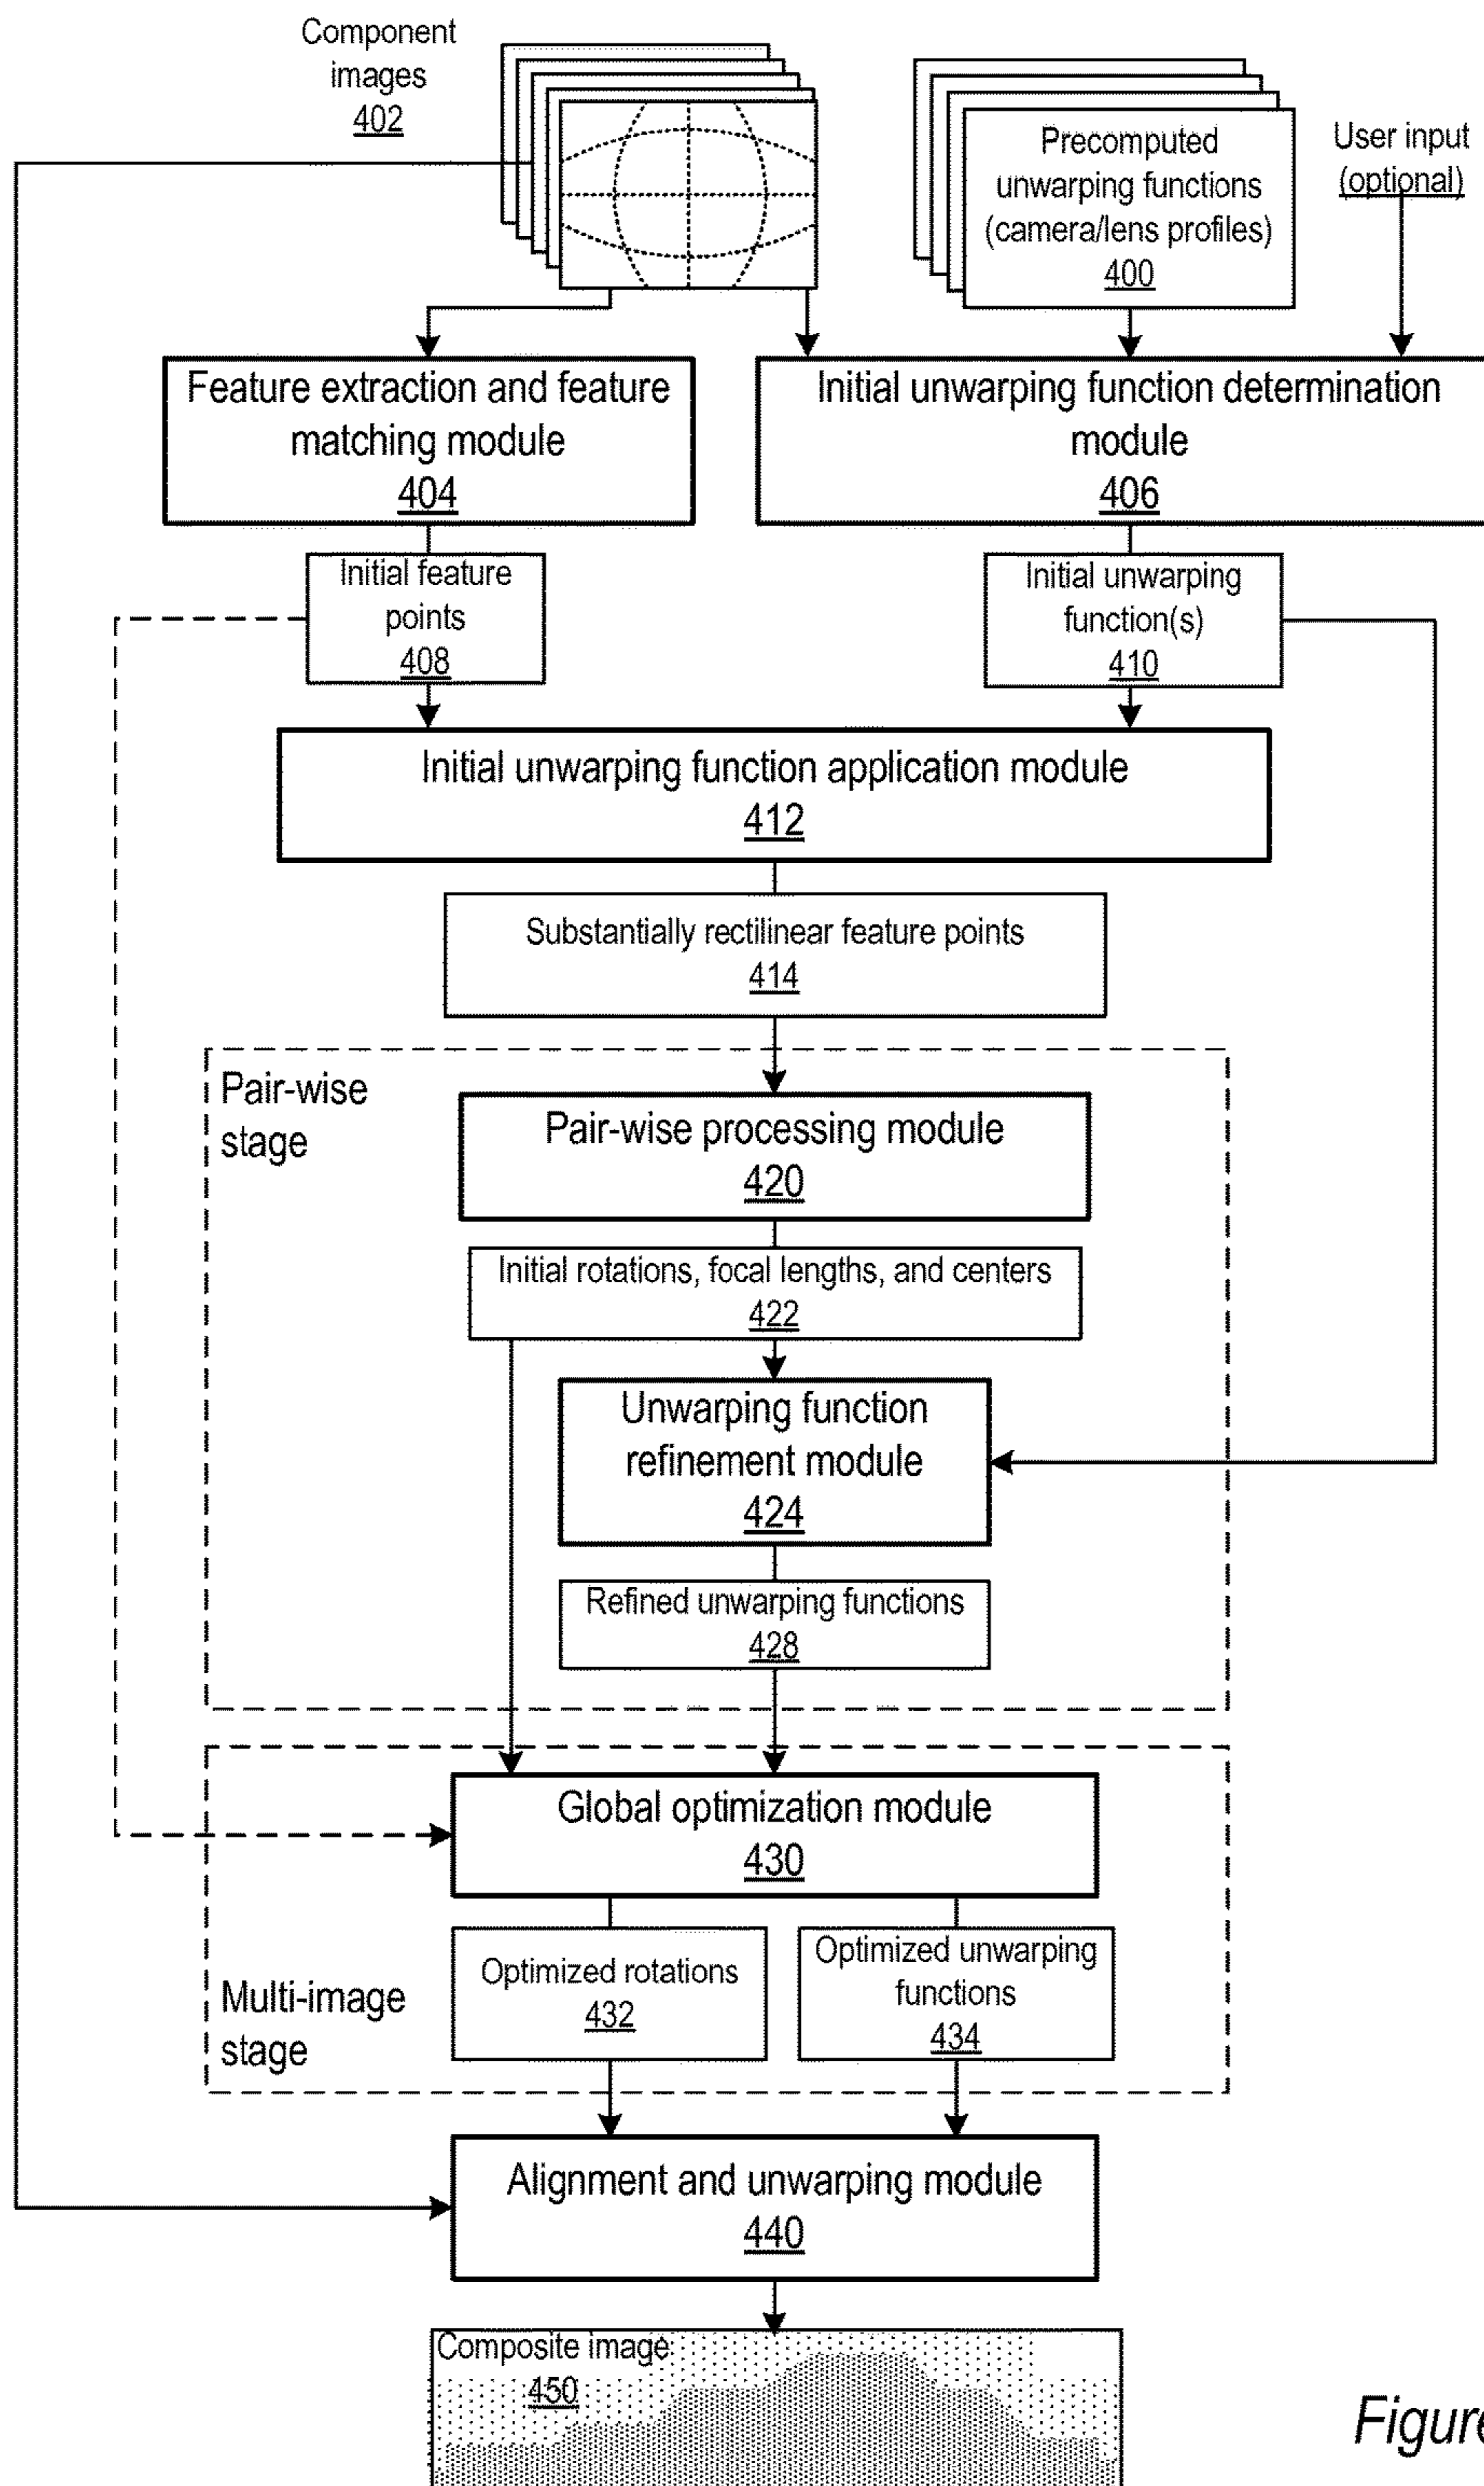 Component
images
402
Precomputed
unwarping functions
(camera/lens profiles)
400
User input
(optional)
Feature extraction and feature
matching module
404
Initial unwarping function determination
module
406
Initial feature
points
408
Initial unwarping
function(s)
410
Initial unwarping function application module
412
Substantially rectilinear feature points
414
Pair-wise
stage
Pair-wise processing module
420
Initial rotations, focal lengths, and centers
422
Unwarping function
refinement module
424
Refined unwarping functions
428
Global optimization module
430
Optimized rotations
432
Optimized unwarping
functions
434
Multi-image
stage
Alignment and unwarping module
440
Composite image
450
Figure